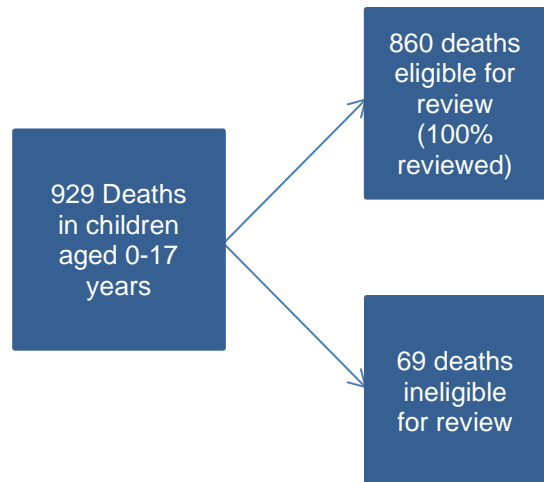 860 deaths
eligible for
review
(100%
reviewed)
929 Deaths
in children
aged 0-17
years
69 deaths
ineligible
for review